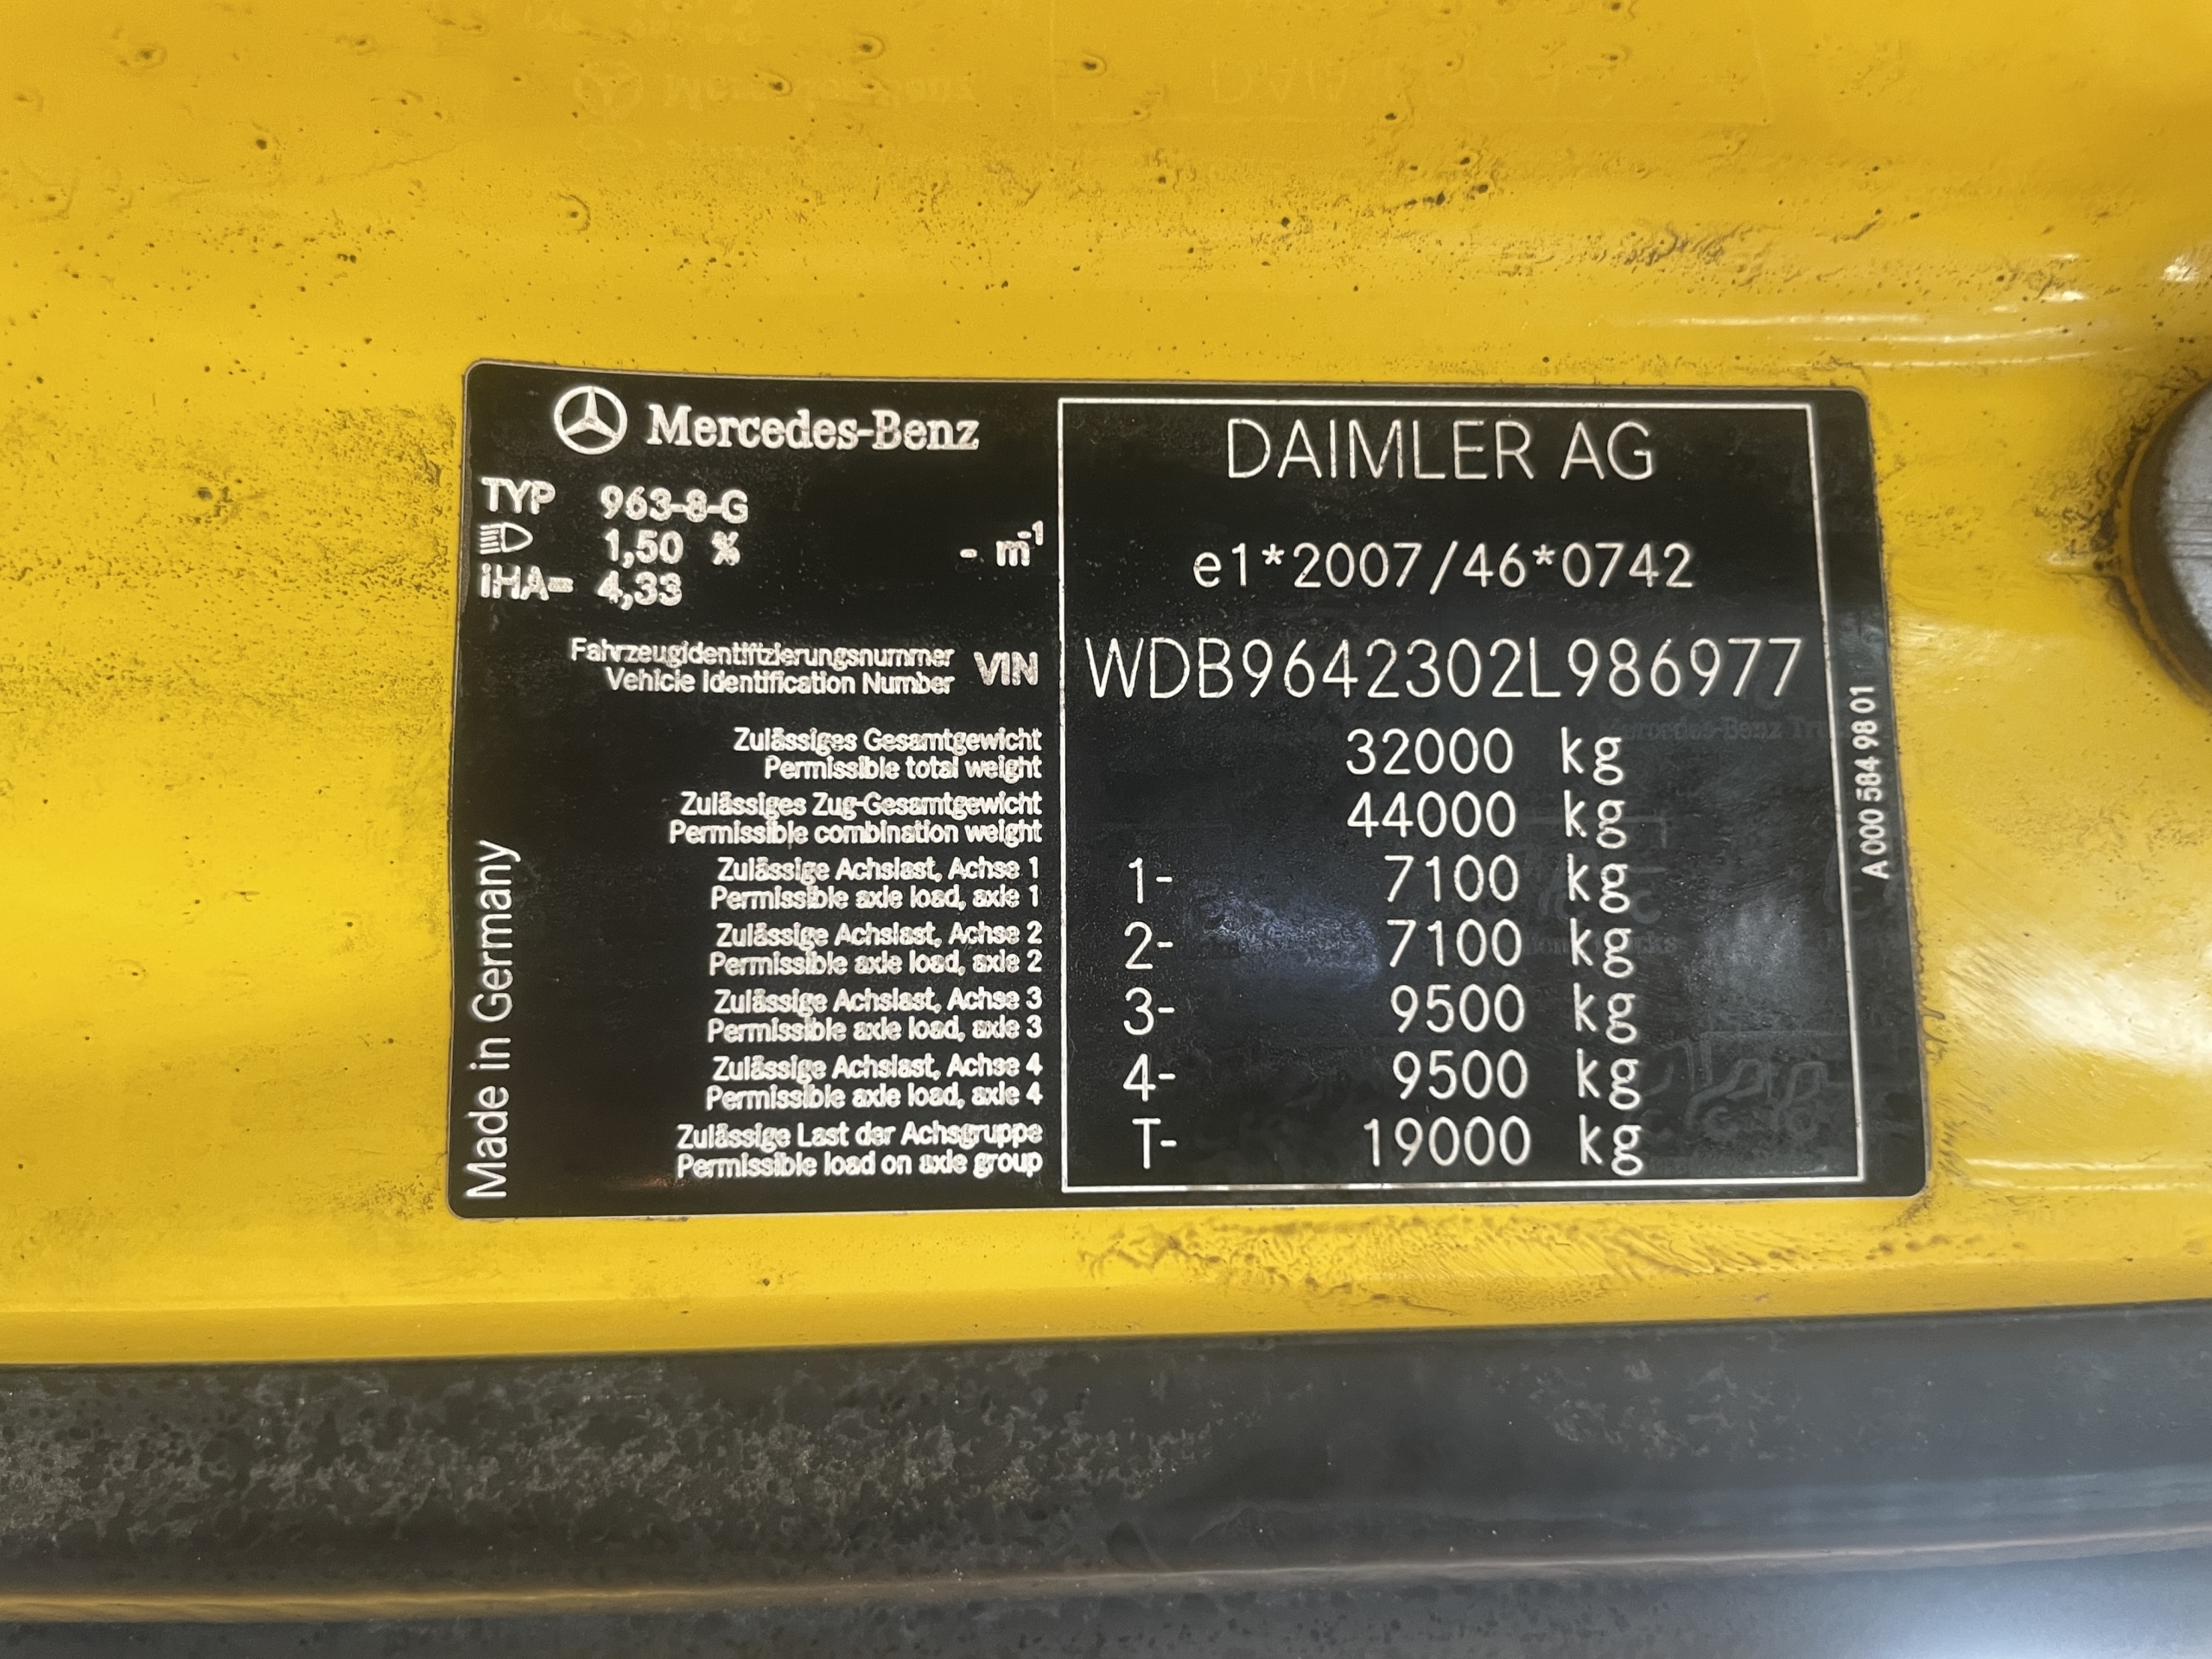 Mercedes-Benz
TYP 963-8-G
1,50 % - m-1
iHA= 4,33
DAIMLER AG
e1*2007/46*0742
Fahrzeugidentifizierungsnummer
Vehicle Identification Number
VIN WDB9642302L986977
Zulässiges Gesamtgewicht
Permissible total weight
32000 kg
Zulässiges Zug-Gesamtgewicht
Permissible combination weight
44000 kg
Zulässige Achslast, Achse 1
Permissible axle load, axle 1
1- 7100 kg
Zulässige Achslast, Achse 2
Permissible axle load, axle 2
2- 7100 kg
Zulässige Achslast, Achse 3
Permissible axle load, axle 3
3- 9500 kg
Zulässige Achslast, Achse 4
Permissible axle load, axle 4
4- 9500 kg
Zulässige Last der Achsgruppe
Permissible load on axle group
T- 19000 kg
Made in Germany
A 000 584 98 01